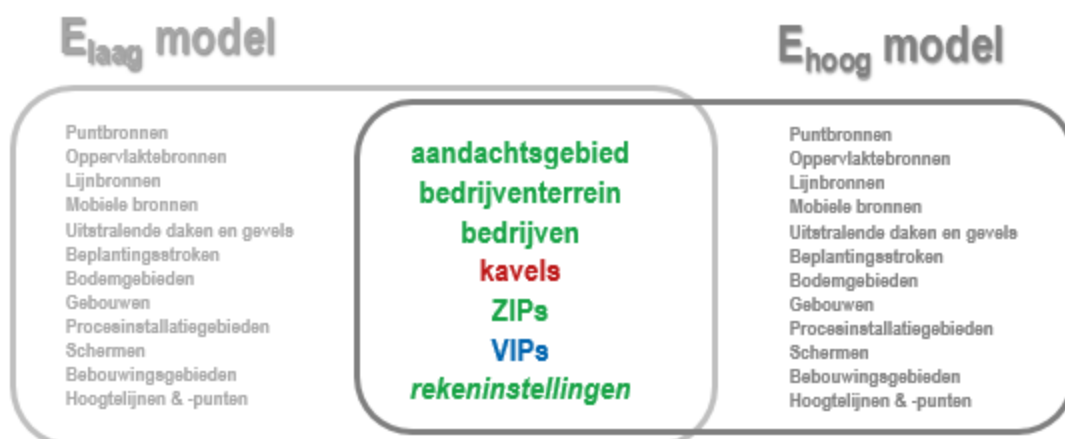 Elaag model
Ehoog model
Puntbronnen
Oppervlaktebronnen
Lijnbronnen
Mobiele bronnen
Uitstralende daken en gevels
Beplantingsstroken
Bodemgebieden
Gebouwen
Procesinstallatiegebieden
Schermen
Bebouwingsgebieden
Hoogtelijnen & -punten
aandachtsgebied
bedrijventerrein
bedrijven
kavels
ZIPs
VIPs
rekeninstellingen
Puntbronnen
Oppervlaktebronnen
Lijnbronnen
Mobiele bronnen
Uitstralende daken en gevels
Beplantingsstroken
Bodemgebieden
Gebouwen
Procesinstallatiegebieden
Schermen
Bebouwingsgebieden
Hoogtelijnen & -punten